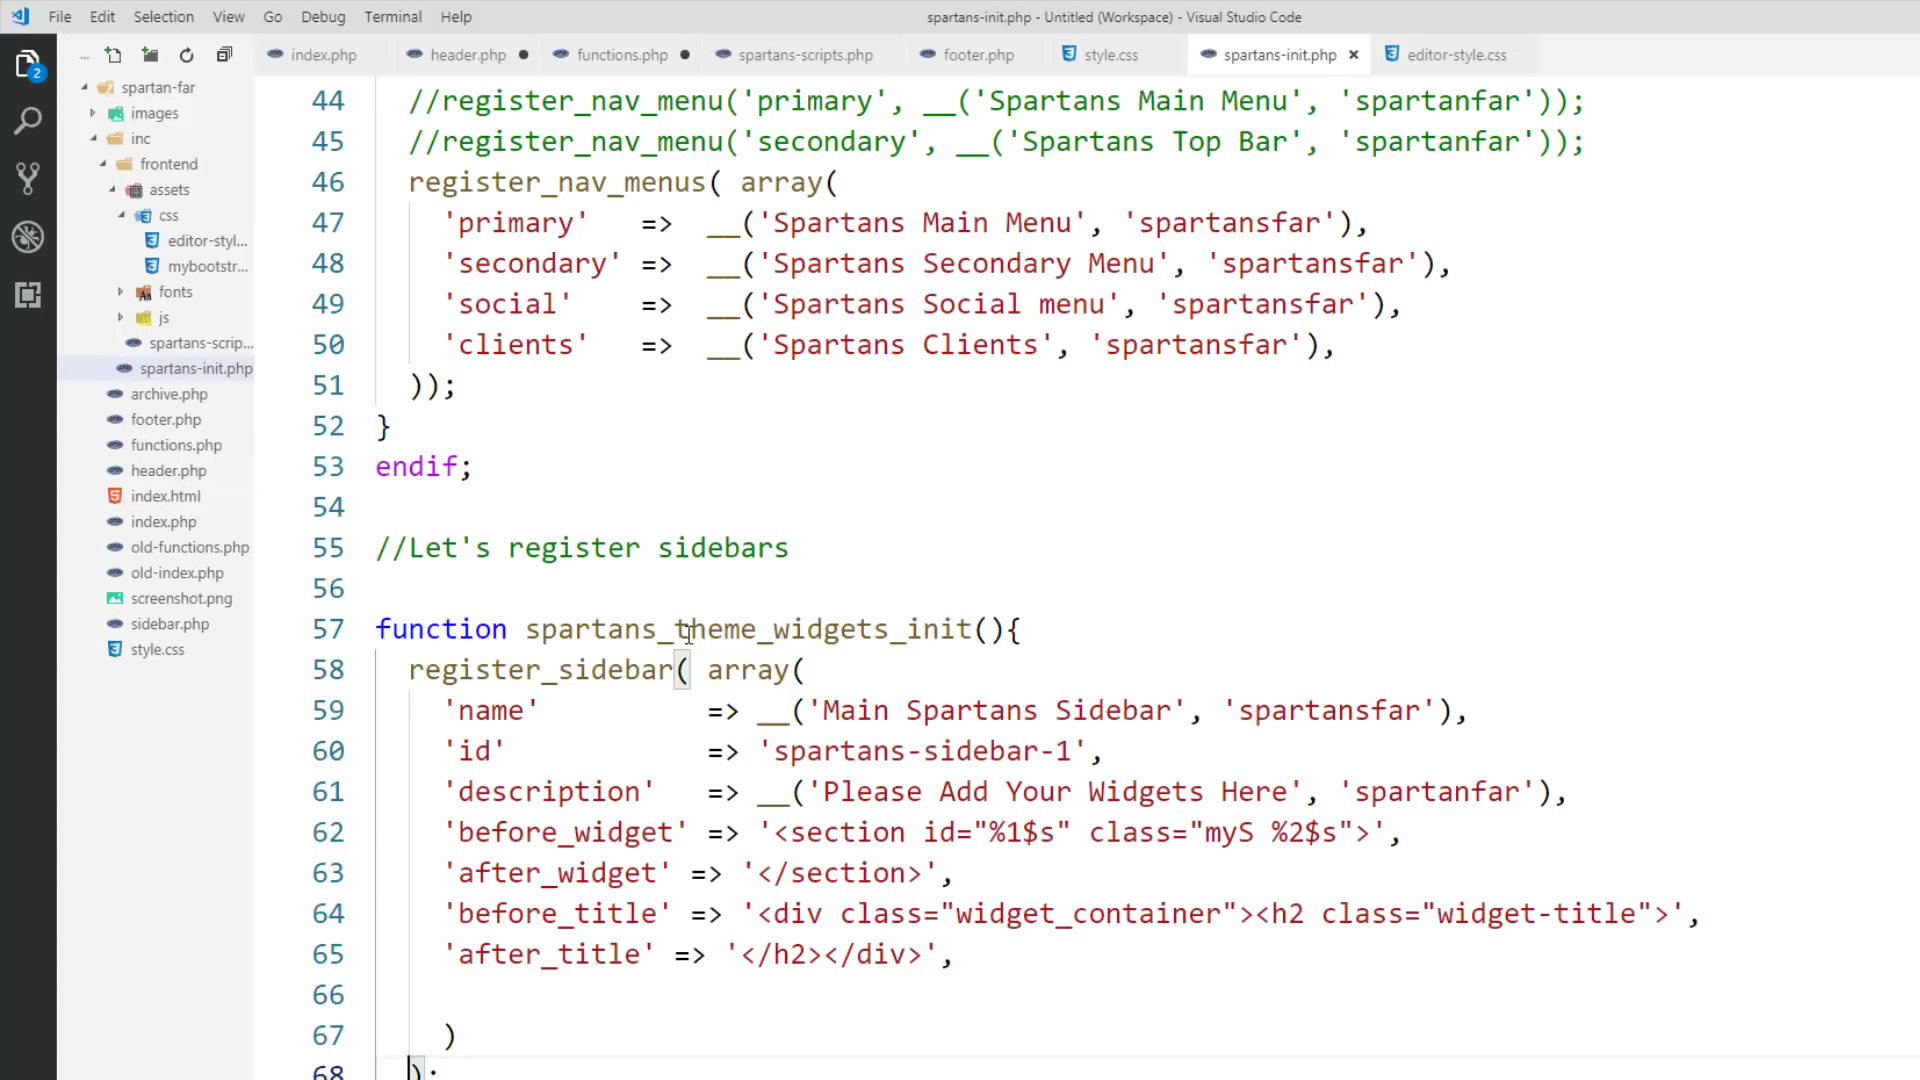 File Edit Selection View Go Debug Terminal Help
spartans-init.php - Untitled (Workspace) - Visual Studio Code
index.php header.php functions.php spartans-scripts.php footer.php style.css spartans-init.php editor-style.css
2
spartan-far
images
inc
frontend
assets
css
editor-styl...
mybootstr...
fonts
js
spartans-scrip...
spartans-init.php
archive.php
footer.php
functions.php
header.php
index.html
index.php
old-functions.php
old-index.php
screenshot.png
sidebar.php
style.css
44 //register_nav_menu('primary', __('Spartans Main Menu', 'spartanfar'));
45 //register_nav_menu('secondary', __('Spartans Top Bar', 'spartanfar'));
46 register_nav_menus( array(
47 'primary' => __('Spartans Main Menu', 'spartansfar'),
48 'secondary' => __('Spartans Secondary Menu', 'spartansfar'),
49 'social' => __('Spartans Social menu', 'spartansfar'),
50 'clients' => __('Spartans Clients', 'spartansfar'),
51 ));
52 }
53 endif;
54
55 //Let's register sidebars
56
57 function spartans_theme_widgets_init(){
58 register_sidebar( array(
59 'name' => __('Main Spartans Sidebar', 'spartansfar'),
60 'id' => 'spartans-sidebar-1',
61 'description' => __('Please Add Your Widgets Here', 'spartanfar'),
62 'before_widget' => '<section id="%1$s" class="myS %2$s">',
63 'after_widget' => '</section>',
64 'before_title' => '<div class="widget_container"><h2 class="widget-title">',
65 'after_title' => '</h2></div>',
66
67 )
68 );